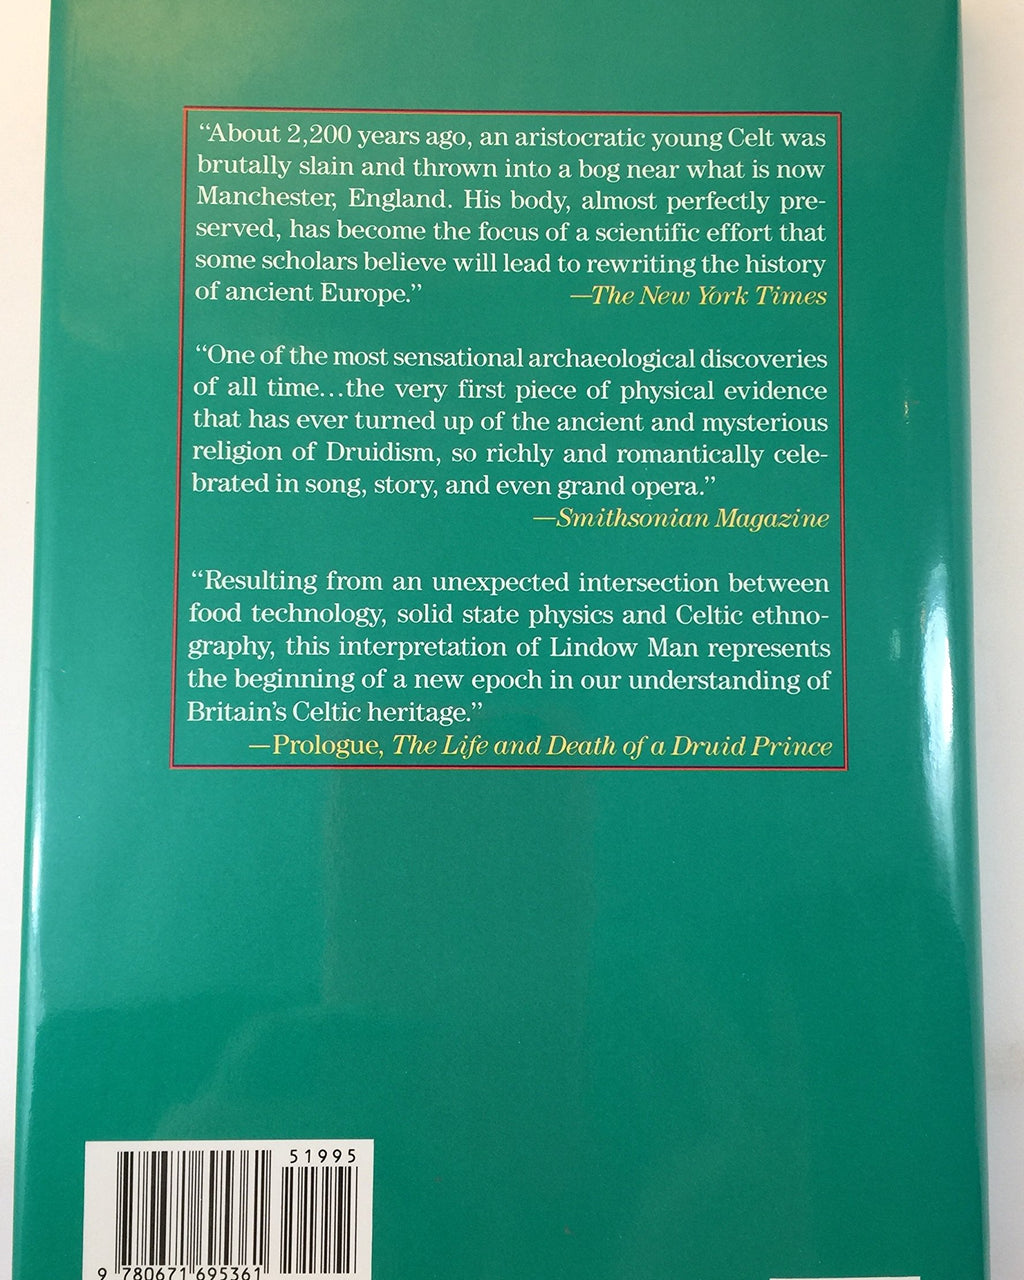 “About 2,200 years ago, an aristocratic young Celt was
brutally slain and thrown into a bog near what is now
Manchester, England. His body, almost perfectly pre-
served, has become the focus of a scientific effort that
some scholars believe will lead to rewriting the history
of ancient Europe.” —The New York Times
“One of the most sensational archaeological discoveries
of all time...the very first piece of physical evidence
that has ever turned up of the ancient and mysterious
religion of Druidism, so richly and romantically cele-
brated in song, story, and even grand opera.”
—Smithsonian Magazine
“Resulting from an unexpected intersection between
food technology, solid state physics and Celtic ethno-
graphy, this interpretation of Lindow Man represents
the beginning of a new epoch in our understanding of
Britain’s Celtic heritage.”
—Prologue, The Life and Death of a Druid Prince
51995
9 780671 695361